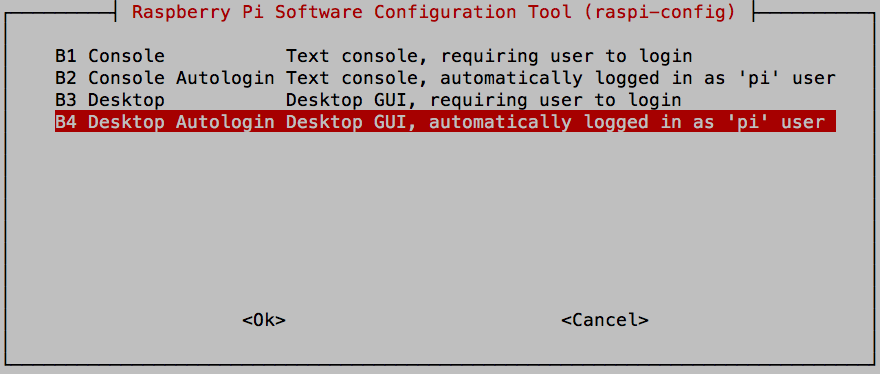 Raspberry Pi Software Configuration Tool (raspi-config)
B1 Console Text console, requiring user to login
B2 Console Autologin Text console, automatically logged in as 'pi' user
B3 Desktop Desktop GUI, requiring user to login
B4 Desktop Autologin Desktop GUI, automatically logged in as 'pi' user
<Ok> <Cancel>